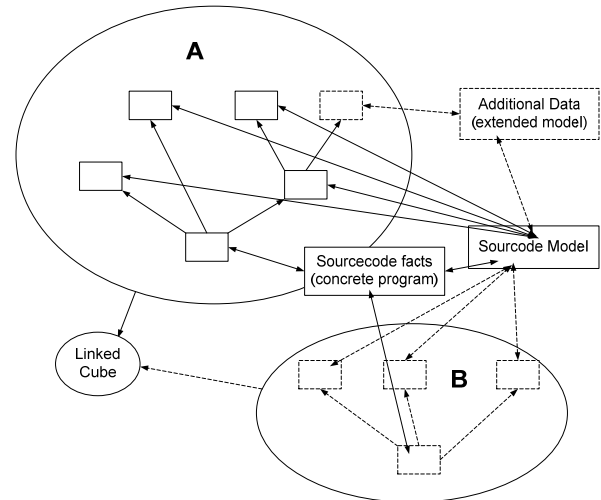 A
Additional Data
(extended model)
Sourcode Model
Sourcecode facts
(concrete program)
Linked
Cube
B